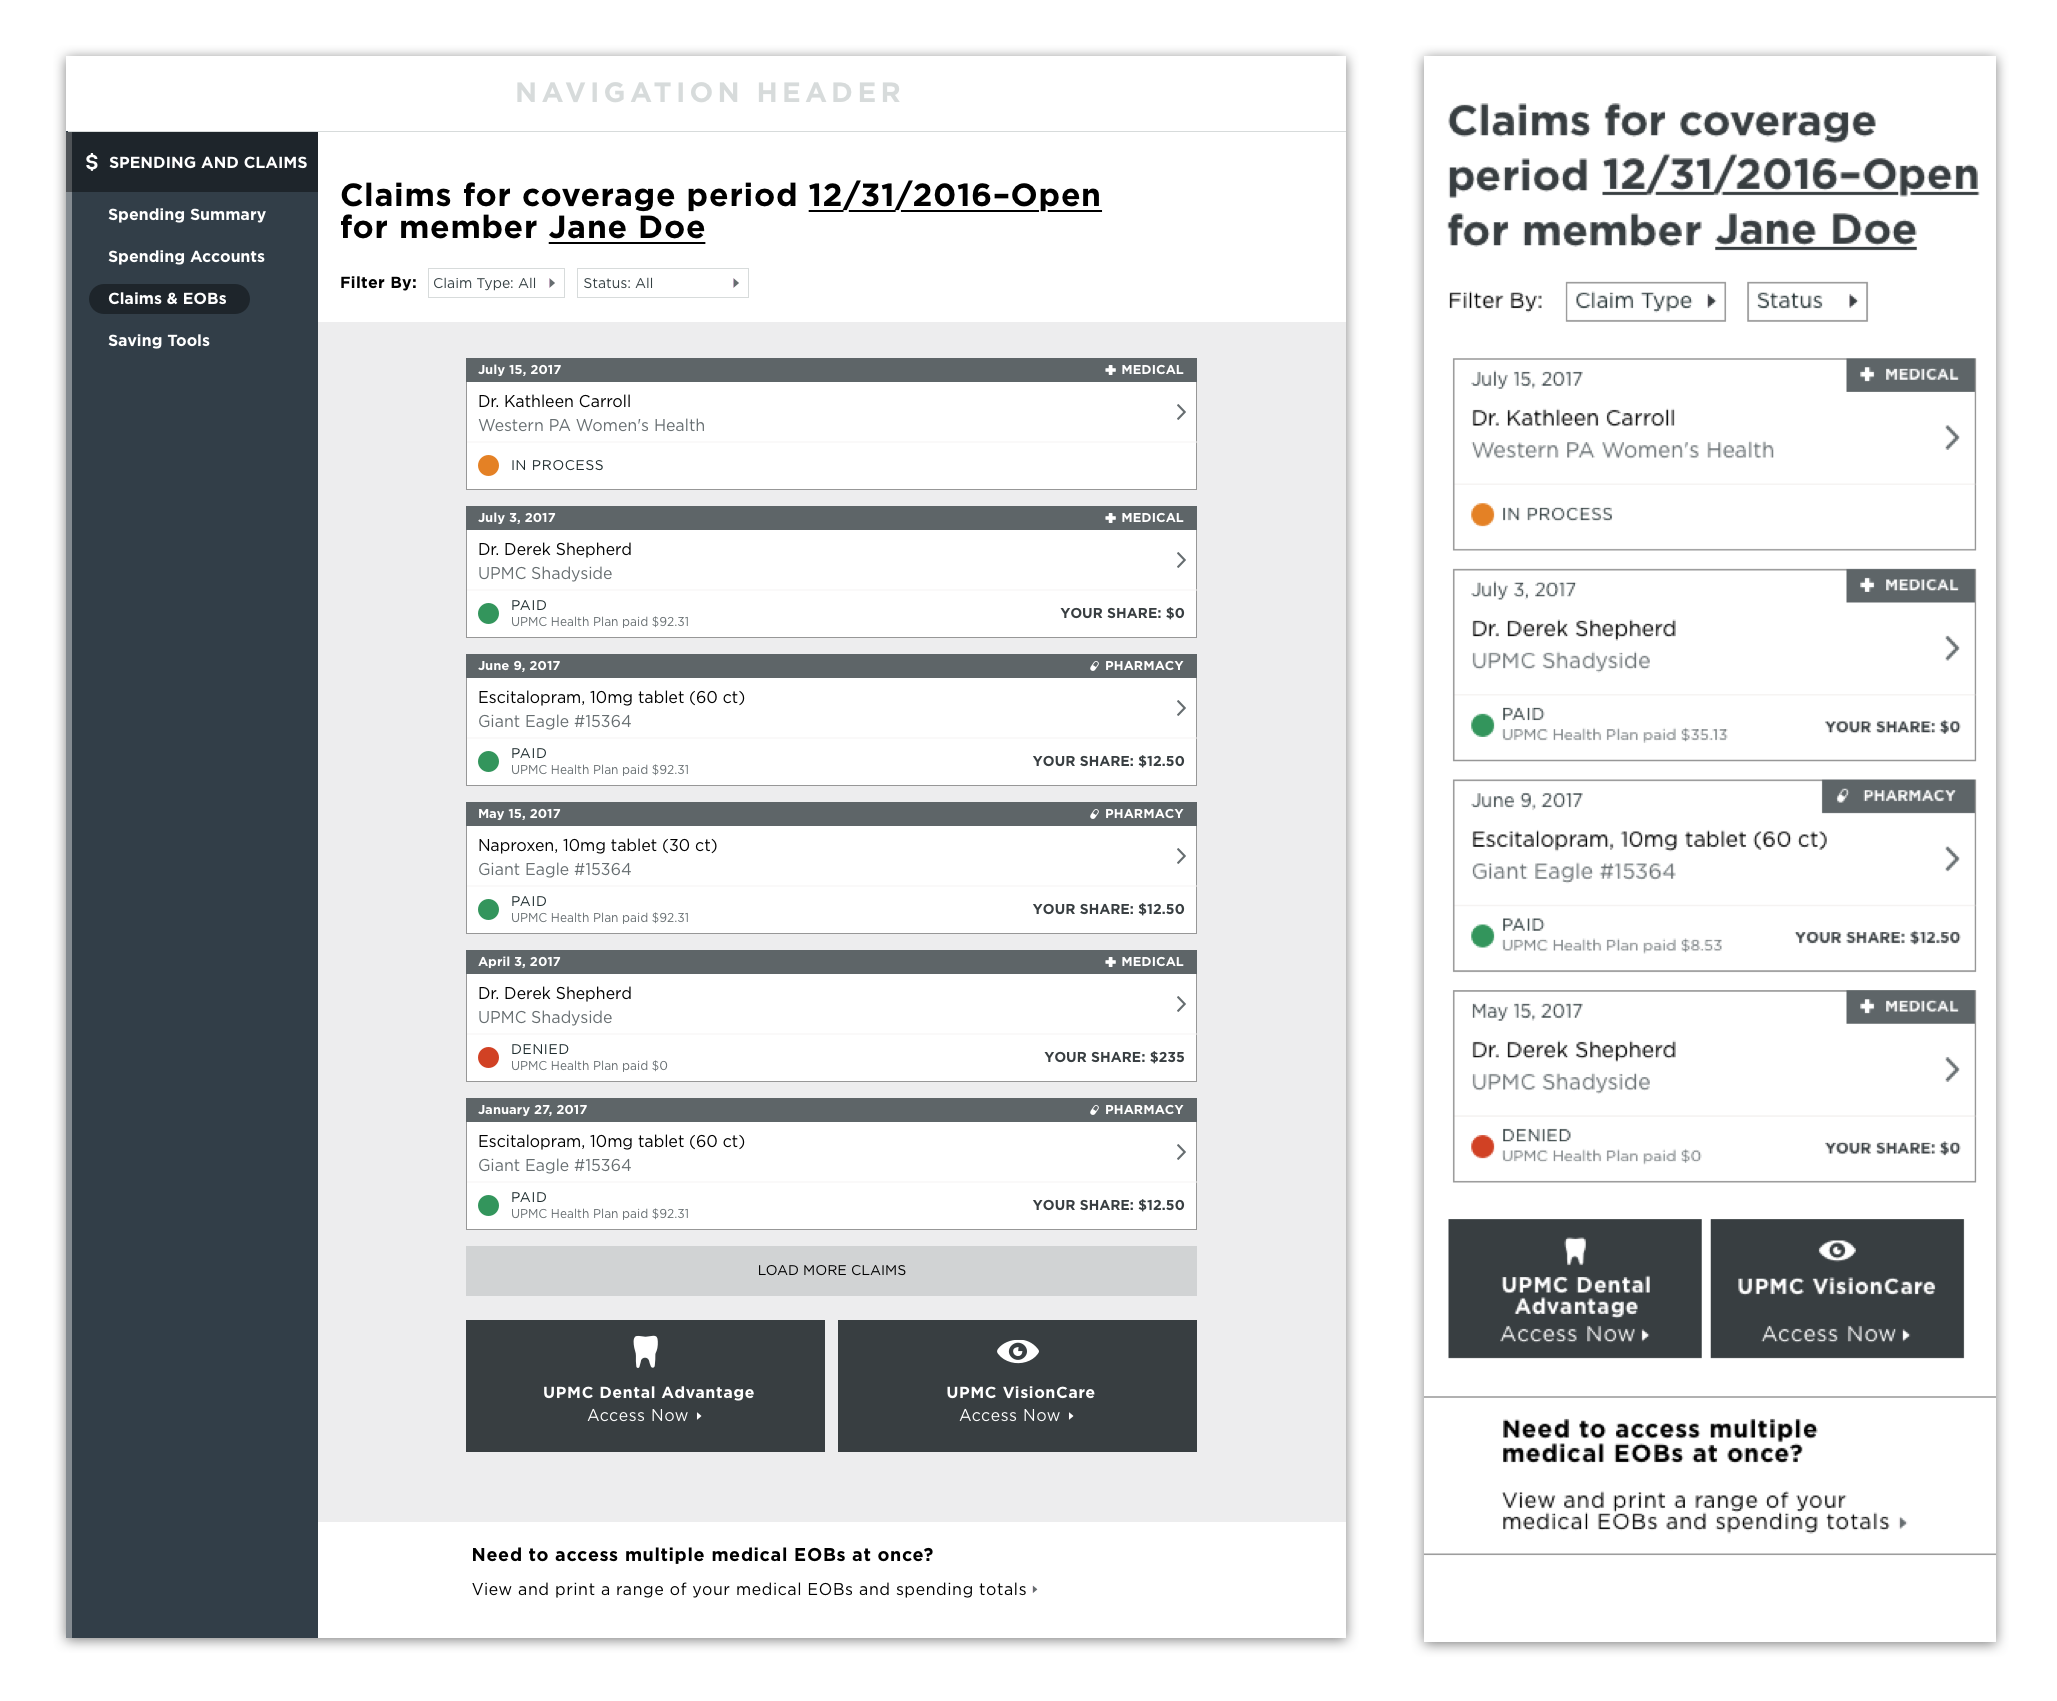 NAVIGATION HEADER
$ SPENDING AND CLAIMS
Spending Summary
Spending Accounts
Claims & EOBs
Saving Tools
Claims for coverage period 12/31/2016–Open
for member Jane Doe
Filter By: Claim Type: All Status: All
July 15, 2017 MEDICAL
Dr. Kathleen Carroll
Western PA Women's Health
IN PROCESS
July 3, 2017 MEDICAL
Dr. Derek Shepherd
UPMC Shadyside
PAID
UPMC Health Plan paid $92.31
YOUR SHARE: $0
June 9, 2017 PHARMACY
Escitalopram, 10mg tablet (60 ct)
Giant Eagle #15364
PAID
UPMC Health Plan paid $92.31
YOUR SHARE: $12.50
May 15, 2017 PHARMACY
Naproxen, 10mg tablet (30 ct)
Giant Eagle #15364
PAID
UPMC Health Plan paid $92.31
YOUR SHARE: $12.50
April 3, 2017 MEDICAL
Dr. Derek Shepherd
UPMC Shadyside
DENIED
UPMC Health Plan paid $0
YOUR SHARE: $235
January 27, 2017 PHARMACY
Escitalopram, 10mg tablet (60 ct)
Giant Eagle #15364
PAID
UPMC Health Plan paid $92.31
YOUR SHARE: $12.50
LOAD MORE CLAIMS
UPMC Dental Advantage
Access Now
UPMC VisionCare
Access Now
Need to access multiple medical EOBs at once?
View and print a range of your medical EOBs and spending totals
Claims for coverage
period 12/31/2016–Open
for member Jane Doe
Filter By: Claim Type Status
July 15, 2017 MEDICAL
Dr. Kathleen Carroll
Western PA Women's Health
IN PROCESS
July 3, 2017 MEDICAL
Dr. Derek Shepherd
UPMC Shadyside
PAID
UPMC Health Plan paid $35.13
YOUR SHARE: $0
June 9, 2017 PHARMACY
Escitalopram, 10mg tablet (60 ct)
Giant Eagle #15364
PAID
UPMC Health Plan paid $8.53
YOUR SHARE: $12.50
May 15, 2017 MEDICAL
Dr. Derek Shepherd
UPMC Shadyside
DENIED
UPMC Health Plan paid $0
YOUR SHARE: $0
UPMC Dental
Advantage
Access Now
UPMC VisionCare
Access Now
Need to access multiple
medical EOBs at once?
View and print a range of your
medical EOBs and spending totals